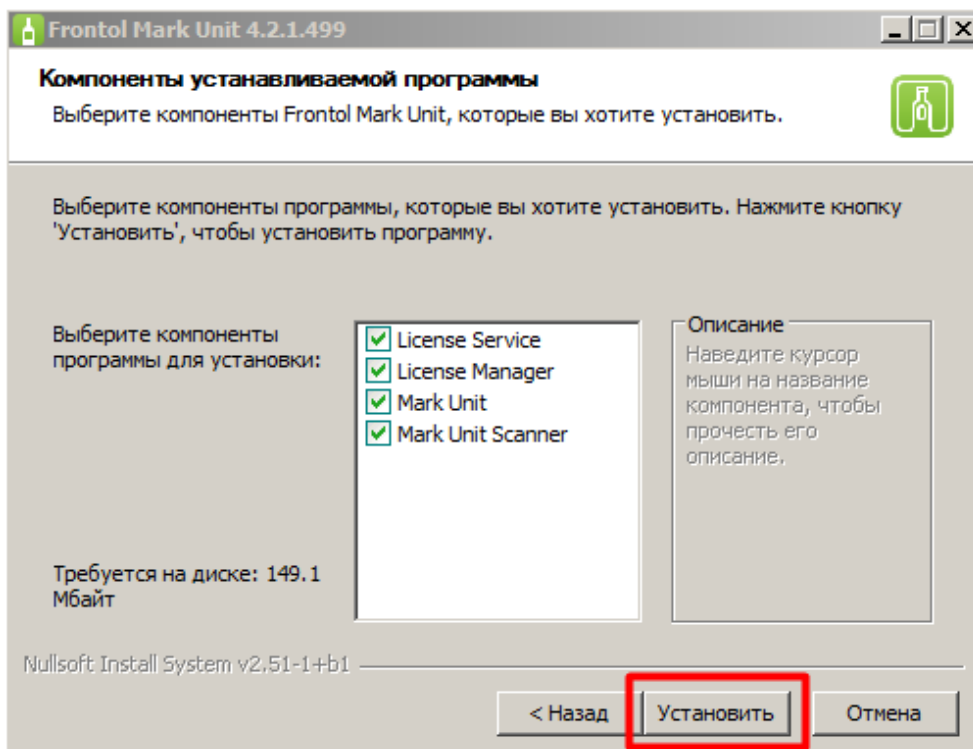 Frontol Mark Unit 4.2.1.499
Компоненты устанавливаемой программы
Выберите компоненты Frontol Mark Unit, которые вы хотите установить.
Выберите компоненты программы, которые вы хотите установить. Нажмите кнопку
'Установить', чтобы установить программу.
Выберите компоненты
программы для установки:
License Service
License Manager
Mark Unit
Mark Unit Scanner
Описание
Наведите курсор
мыши на название
компонента, чтобы
прочесть его
описание.
Требуется на диске: 149.1
Мбайт
Nullsoft Install System v2.51-1+b1
< Назад
Установить
Отмена